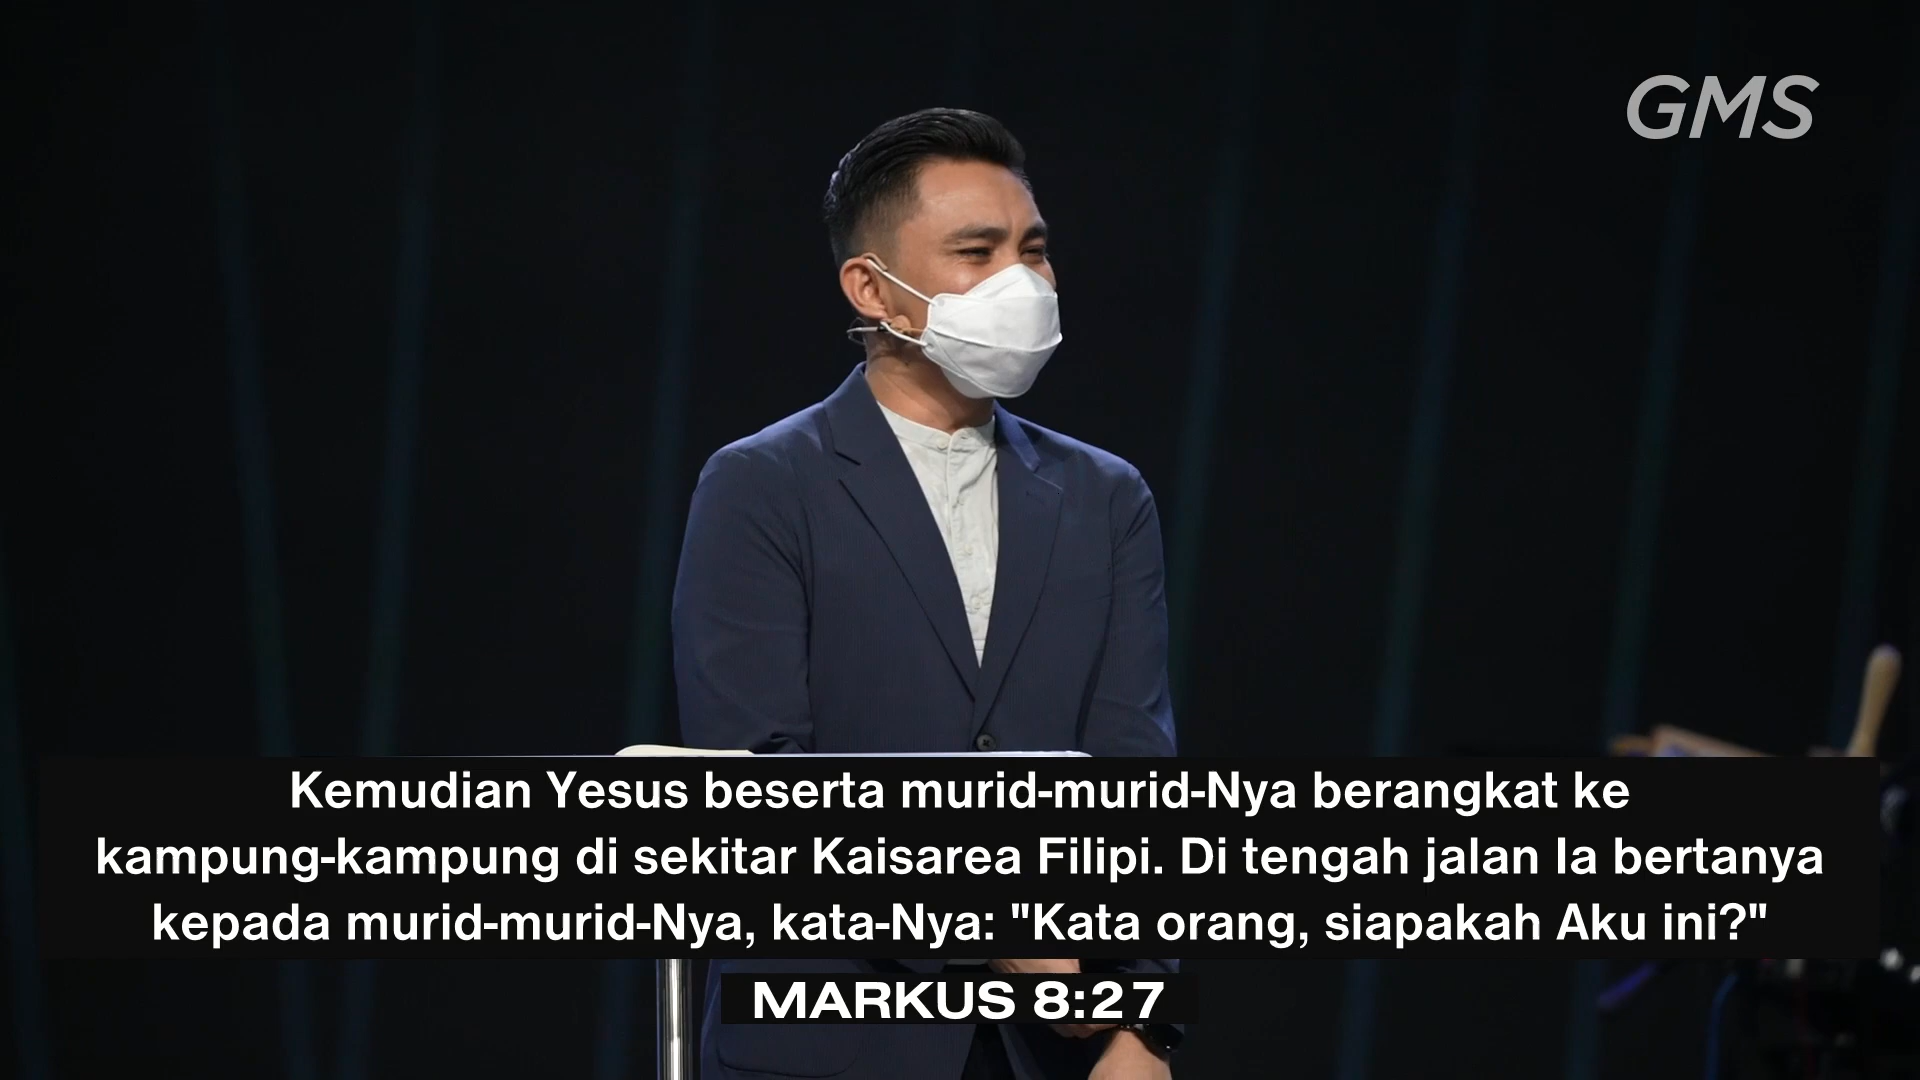 GMS
Kemudian Yesus beserta murid-murid-Nya berangkat ke
kampung-kampung di sekitar Kaisarea Filipi. Di tengah jalan Ia bertanya
kepada murid-murid-Nya, kata-Nya: "Kata orang, siapakah Aku ini?"
MARKUS 8:27